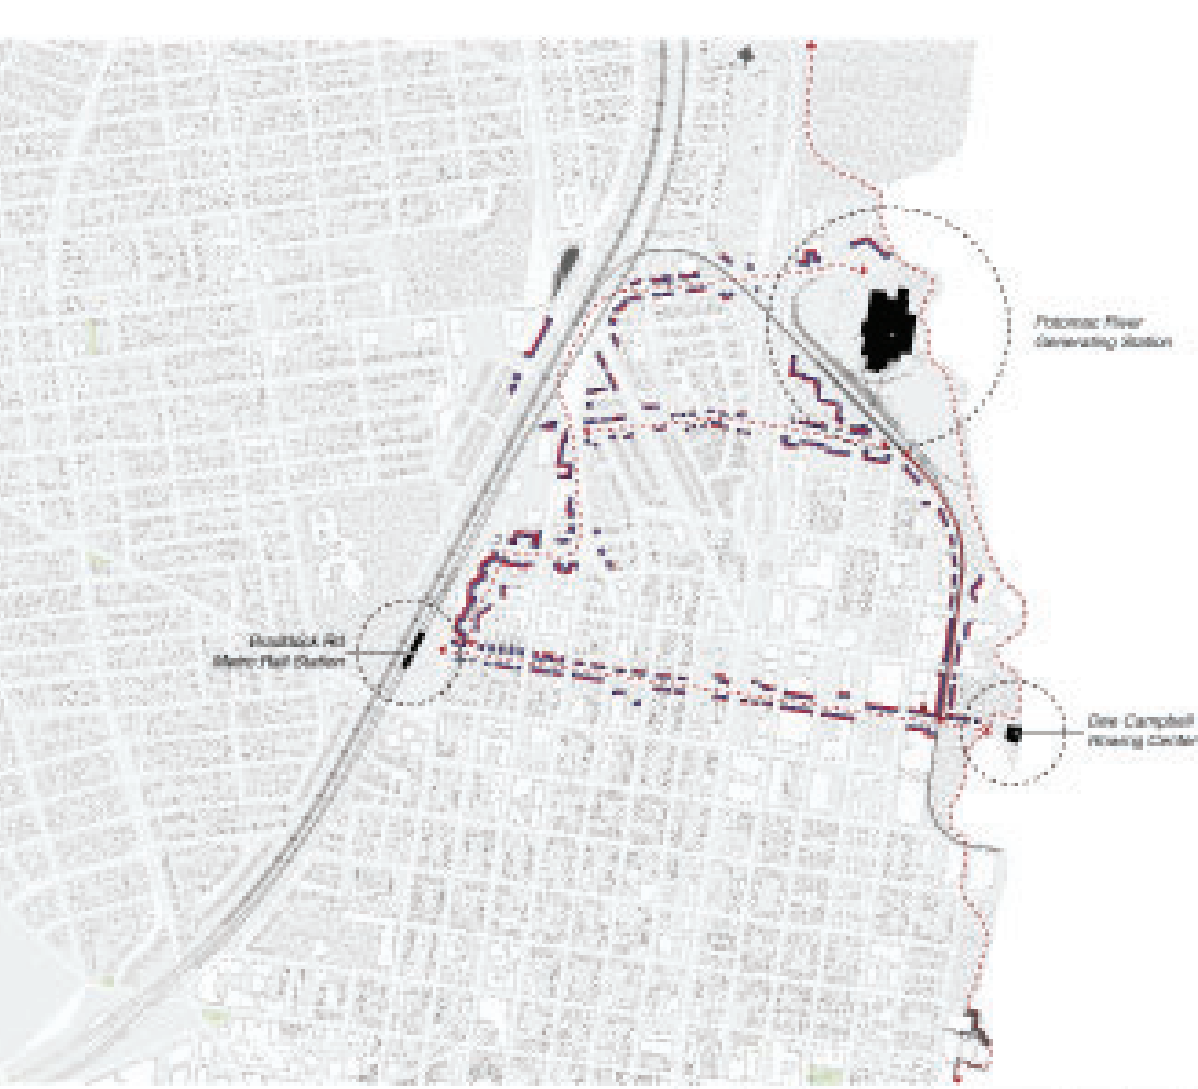 Potomac River
Generating Station
Braddock Rd
Metro Rail Station
Dee Campbell
Rowing Center